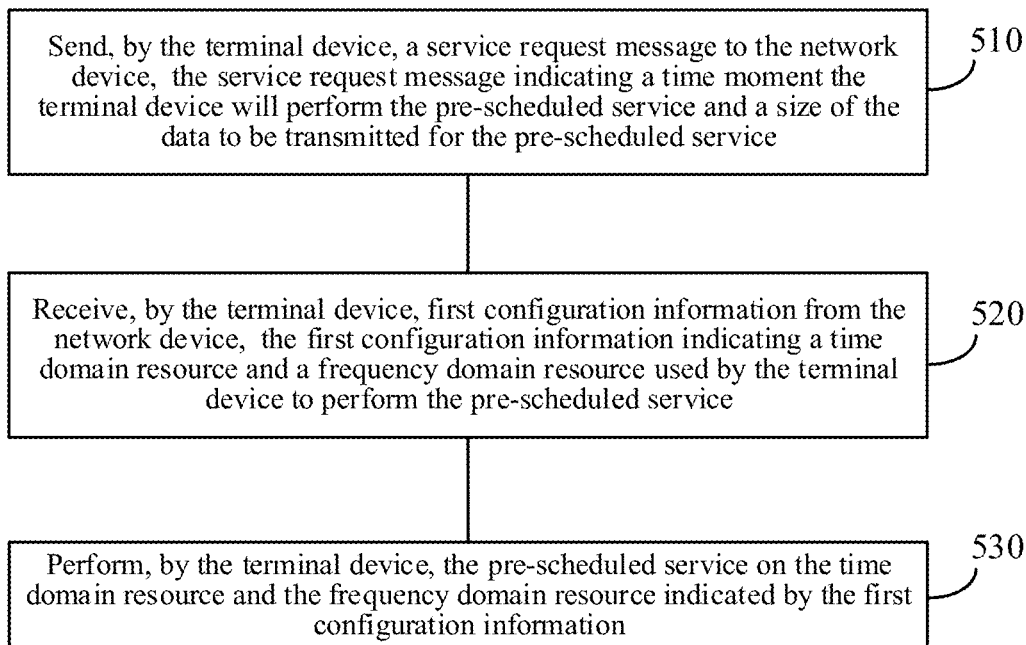 Send, by the terminal device, a service request message to the network
device, the service request message indicating a time moment the
terminal device will perform the pre-scheduled service and a size of the
data to be transmitted for the pre-scheduled service
510
Receive, by the terminal device, first configuration information from the
network device, the first configuration information indicating a time
domain resource and a frequency domain resource used by the terminal
device to perform the pre-scheduled service
520
Perform, by the terminal device, the pre-scheduled service on the time
domain resource and the frequency domain resource indicated by the first
configuration information
530